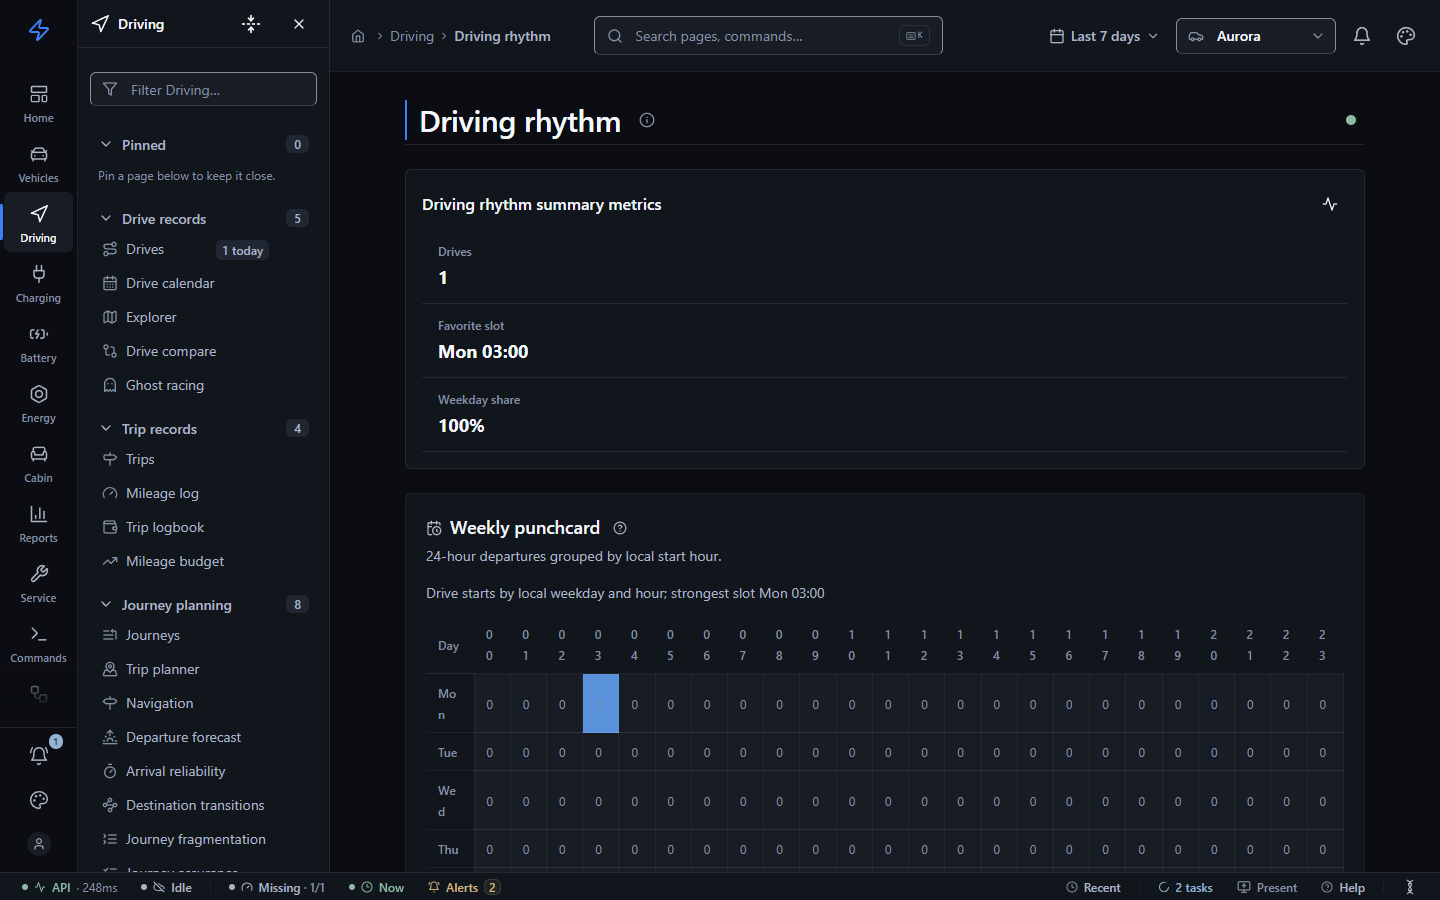 Home
Vehicles
Driving
Charging
Battery
Energy
Cabin
Reports
Service
Commands
1
Driving
Filter Driving...
Pinned 0
Pin a page below to keep it close.
Drive records 5
Drives 1 today
Drive calendar
Explorer
Drive compare
Ghost racing
Trip records 4
Trips
Mileage log
Trip logbook
Mileage budget
Journey planning 8
Journeys
Trip planner
Navigation
Departure forecast
Arrival reliability
Destination transitions
Journey fragmentation
Driving Driving rhythm
Search pages, commands... K
Last 7 days
Aurora
Driving rhythm
Driving rhythm summary metrics
Drives
1
Favorite slot
Mon 03:00
Weekday share
100%
Weekly punchcard
24-hour departures grouped by local start hour.
Drive starts by local weekday and hour; strongest slot Mon 03:00
Day 00 01 02 03 04 05 06 07 08 09 10 11 12 13 14 15 16 17 18 19 20 21 22 23
Mon 0 0 0 1 0 0 0 0 0 0 0 0 0 0 0 0 0 0 0 0 0 0 0 0
Tue 0 0 0 0 0 0 0 0 0 0 0 0 0 0 0 0 0 0 0 0 0 0 0 0
Wed 0 0 0 0 0 0 0 0 0 0 0 0 0 0 0 0 0 0 0 0 0 0 0 0
Thu 0 0 0 0 0 0 0 0 0 0 0 0 0 0 0 0 0 0 0 0 0 0 0 0
API · 248ms Idle Missing · 1/1 Now Alerts 2 Recent 2 tasks Present Help